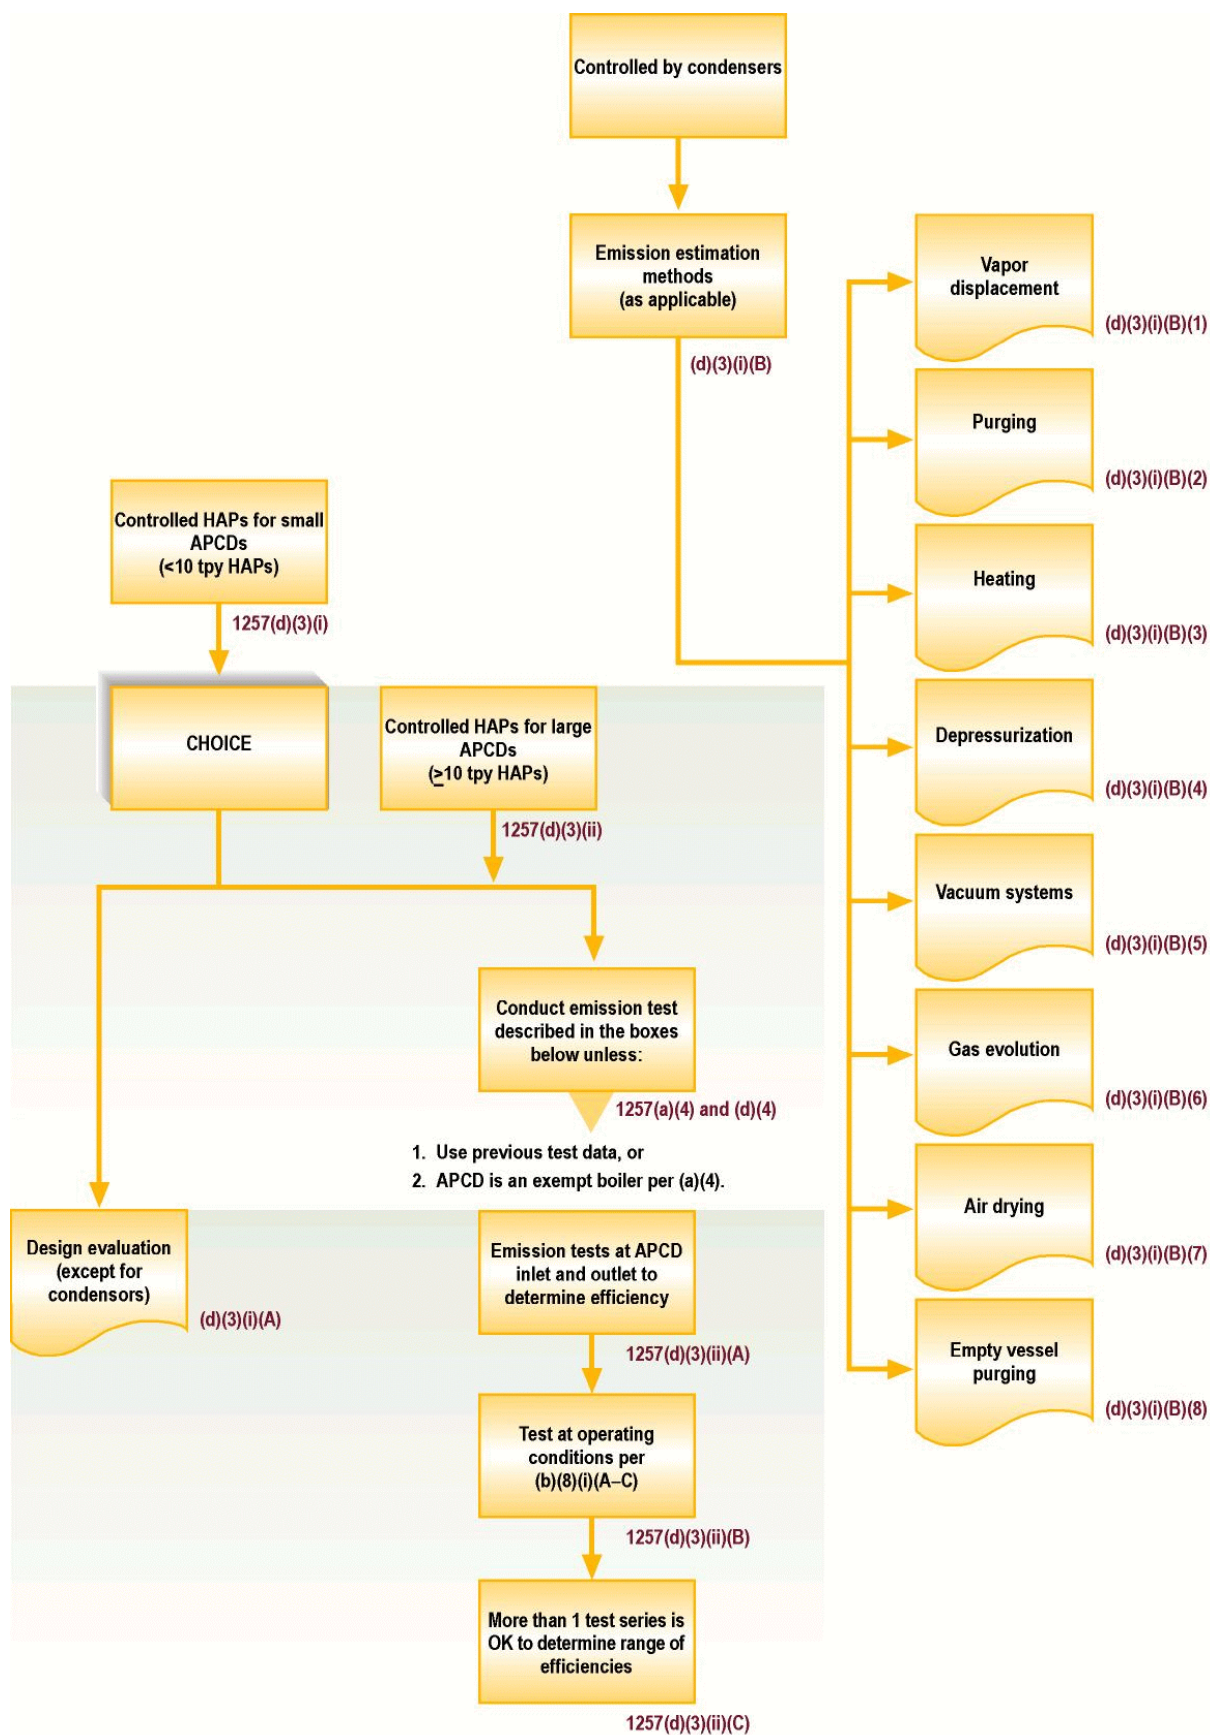 Controlled by condensers
Emission estimation
methods
(as applicable)
(d)(3)(i)(B)
Vapor
displacement
(d)(3)(i)(B)(1)
Purging
(d)(3)(i)(B)(2)
Heating
(d)(3)(i)(B)(3)
Depressurization
(d)(3)(i)(B)(4)
Vacuum systems
(d)(3)(i)(B)(5)
Gas evolution
(d)(3)(i)(B)(6)
Air drying
(d)(3)(i)(B)(7)
Empty vessel
purging
(d)(3)(i)(B)(8)
Controlled HAPs for small
APCDs
(<10 tpy HAPs)
1257(d)(3)(i)
CHOICE
Controlled HAPs for large
APCDs
(≥10 tpy HAPs)
1257(d)(3)(ii)
Conduct emission test
described in the boxes
below unless:
1257(a)(4) and (d)(4)
1. Use previous test data, or
2. APCD is an exempt boiler per (a)(4).
Design evaluation
(except for
condensors)
(d)(3)(i)(A)
Emission tests at APCD
inlet and outlet to
determine efficiency
1257(d)(3)(ii)(A)
Test at operating
conditions per
(b)(8)(i)(A–C)
1257(d)(3)(ii)(B)
More than 1 test series is
OK to determine range of
efficiencies
1257(d)(3)(ii)(C)